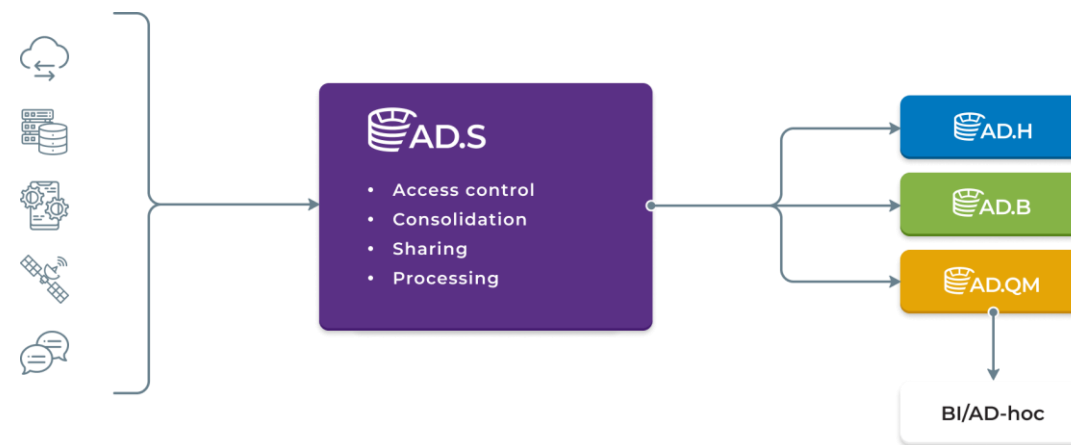 AD.S
• Access control
• Consolidation
• Sharing
• Processing
AD.H
AD.B
AD.QM
BI/AD-hoc